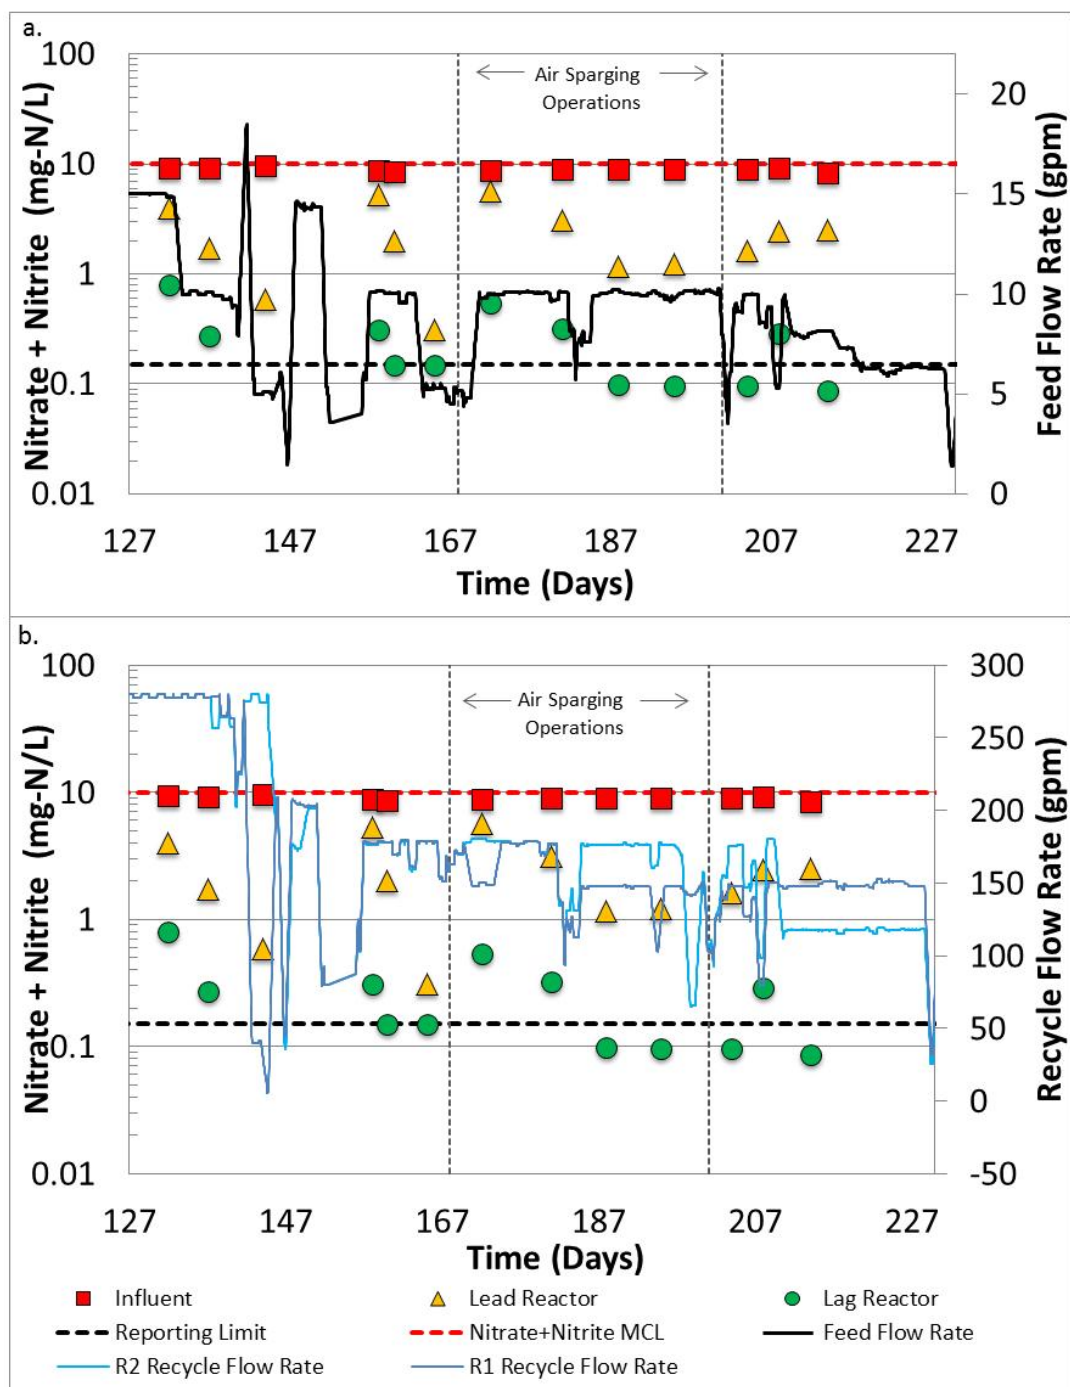 a.
100
10
1
0.1
0.01
Nitrate + Nitrite (mg-N/L)
Air Sparging
Operations
20
15
10
5
0
Feed Flow Rate (gpm)
127 147 167 187 207 227
Time (Days)
b.
100
10
1
0.1
0.01
Nitrate + Nitrite (mg-N/L)
Air Sparging
Operations
300
250
200
150
100
50
0
-50
Recycle Flow Rate (gpm)
127 147 167 187 207 227
Time (Days)
Influent Lead Reactor Lag Reactor
Reporting Limit Nitrate+Nitrite MCL Feed Flow Rate
R2 Recycle Flow Rate R1 Recycle Flow Rate